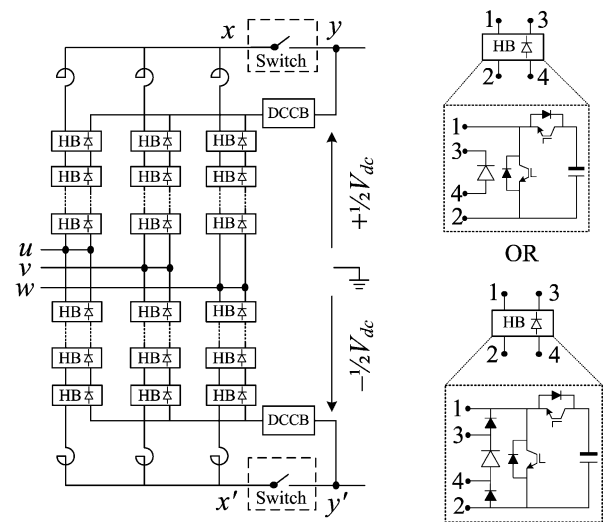 x y
Switch
DCCB
HB HB HB
HB HB HB
HB HB HB
+½V_dc
u
v
w
HB HB HB
HB HB HB
HB HB HB
−½V_dc
DCCB
Switch
x′ y′
1 3
HB
2 4
1
3
4
2
OR
1 3
HB
2 4
1
3
4
2